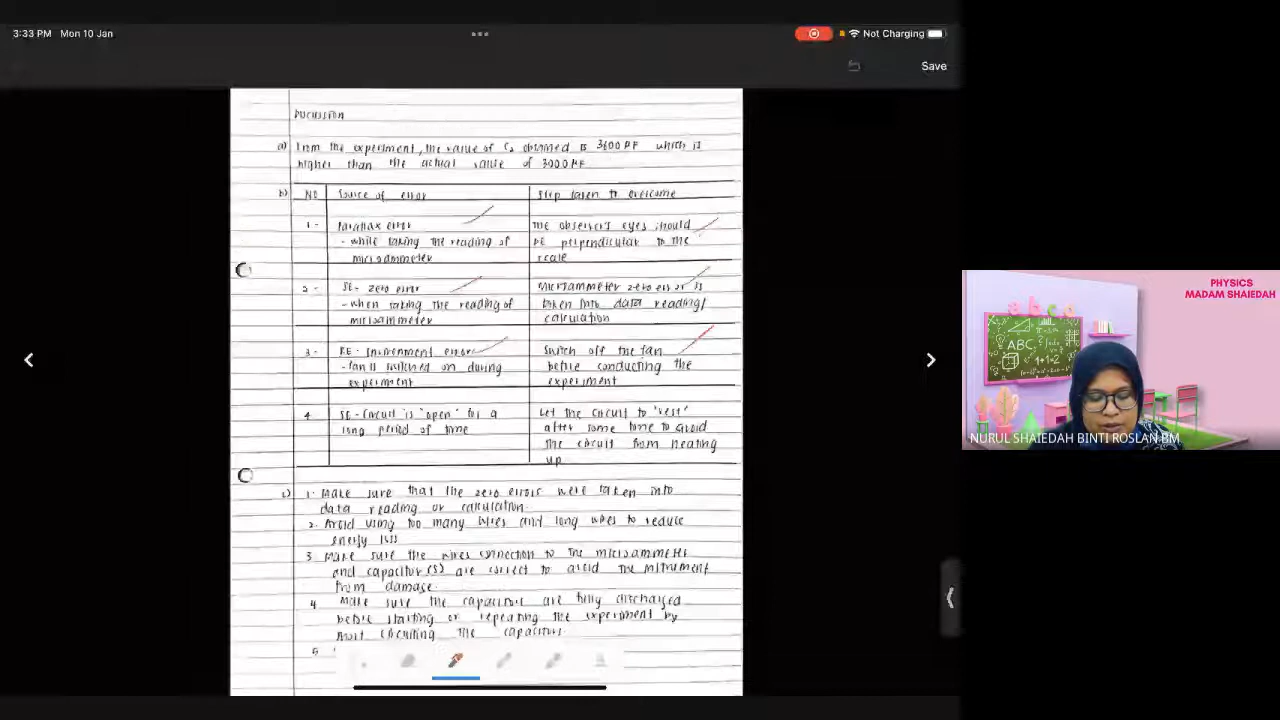 3:33 PM Mon 10 Jan
Not Charging
Save
DISCUSSION
a) From the experiment, the value of C₂ obtained is 3600 µF which is
higher than the actual value of 3000 µF
b) NO Source of error Step taken to overcome
1 - Parallax error The observer's eyes should
- while taking the reading of be perpendicular to the
microammeter scale
2 - SE - zero error Microammeter zero error is
- when taking the reading of taken into data reading/
microammeter calculation
3 - RE - Environment error Switch off the fan
- fan is switched on during before conducting the
experiment experiment
4 SE - Circuit is "open" for a Let the circuit to "rest"
long period of time after some time to avoid
the circuit from heating
up
c) 1. Make sure that the zero errors were taken into
data reading or calculation.
2. Avoid using too many wires and long wires to reduce
energy loss
3 Make sure the wires connection to the microammeter
and capacitor(s) are correct to avoid the instrument
from damage.
4 Make sure the capacitors are fully discharged
before starting or repeating the experiment by
short circuiting the capacitors.
5
PHYSICS
MADAM SHAIEDAH
a b c d
ABC
1+1=2
NURUL SHAIEDAH BINTI ROSLAN BM